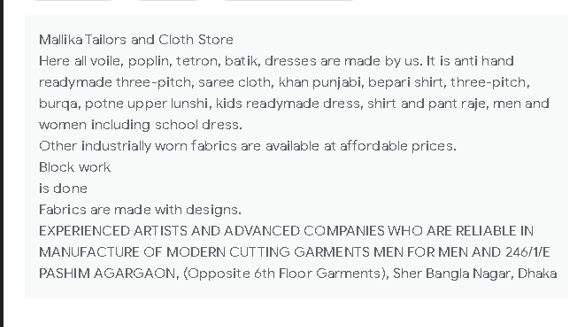 Mallika Tailors and Cloth Store
Here all voile, poplin, tetron, batik, dresses are made by us. It is anti hand
readymade three-pitch, saree cloth, khan punjabi, bepari shirt, three-pitch,
burqa, potne upper lunshi, kids readymade dress, shirt and pant raje, men and
women including school dress.
Other industrially worn fabrics are available at affordable prices.
Block work
is done
Fabrics are made with designs.
EXPERIENCED ARTISTS AND ADVANCED COMPANIES WHO ARE RELIABLE IN
MANUFACTURE OF MODERN CUTTING GARMENTS MEN FOR MEN AND 246/1/E
PASHIM AGARGAON, (Opposite 6th Floor Garments), Sher Bangla Nagar, Dhaka